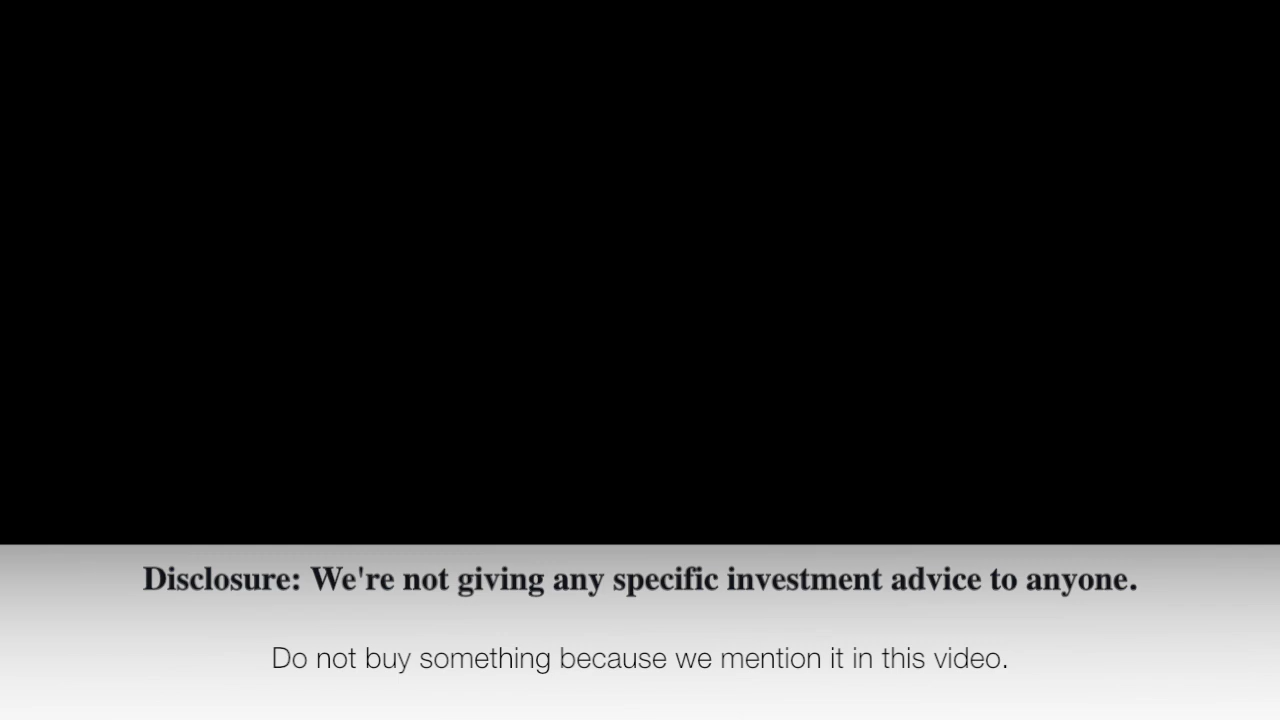 Disclosure: We're not giving any specific investment advice to anyone.
Do not buy something because we mention it in this video.